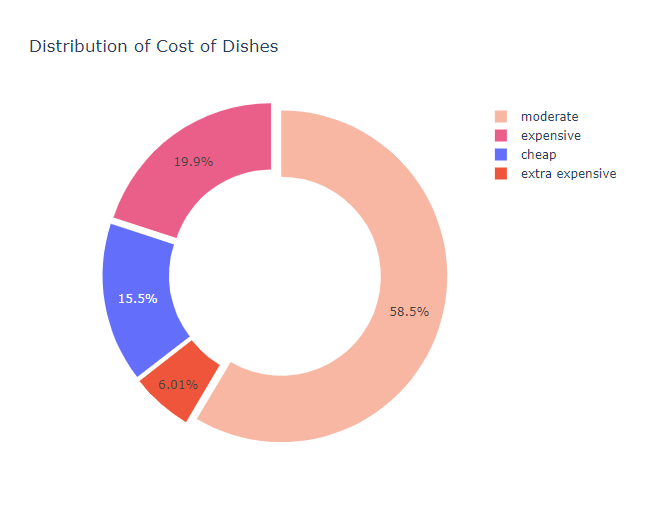 Distribution of Cost of Dishes
moderate
expensive
cheap
extra expensive
19.9%
15.5%
58.5%
6.01%